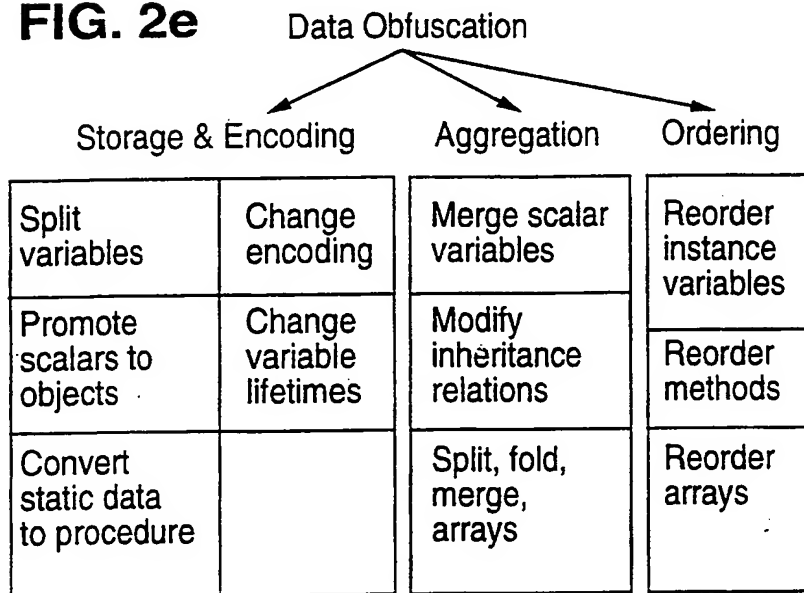 FIG. 2e
Data Obfuscation
Storage & Encoding
Aggregation
Ordering
Split
variables
Change
encoding
Merge scalar
variables
Reorder
instance
variables
Promote
scalars to
objects
Change
variable
lifetimes
Modify
inheritance
relations
Reorder
methods
Convert
static data
to procedure
Split, fold,
merge,
arrays
Reorder
arrays